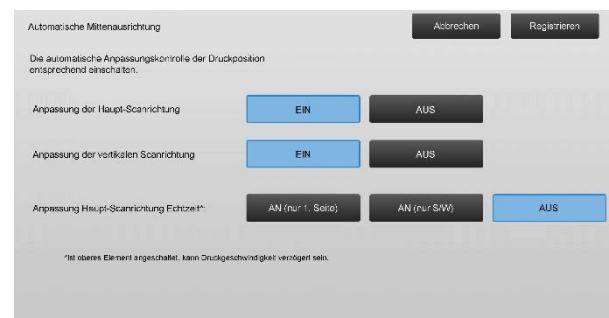 Automatische Mittenausrichtung
Abbrechen
Registrieren
Die automatische Anpassungskontrolle der Druckposition
entsprechend einschalten.
Anpassung der Haupt-Scanrichtung
EIN
AUS
Anpassung der vertikalen Scanrichtung
EIN
AUS
Anpassung Haupt-Scanrichtung Echtzeit*:
AN (nur 1. Seite)
AN (nur S/W)
AUS
*Ist oberes Element angeschaltet, kann Druckgeschwindigkeit verzögert sein.